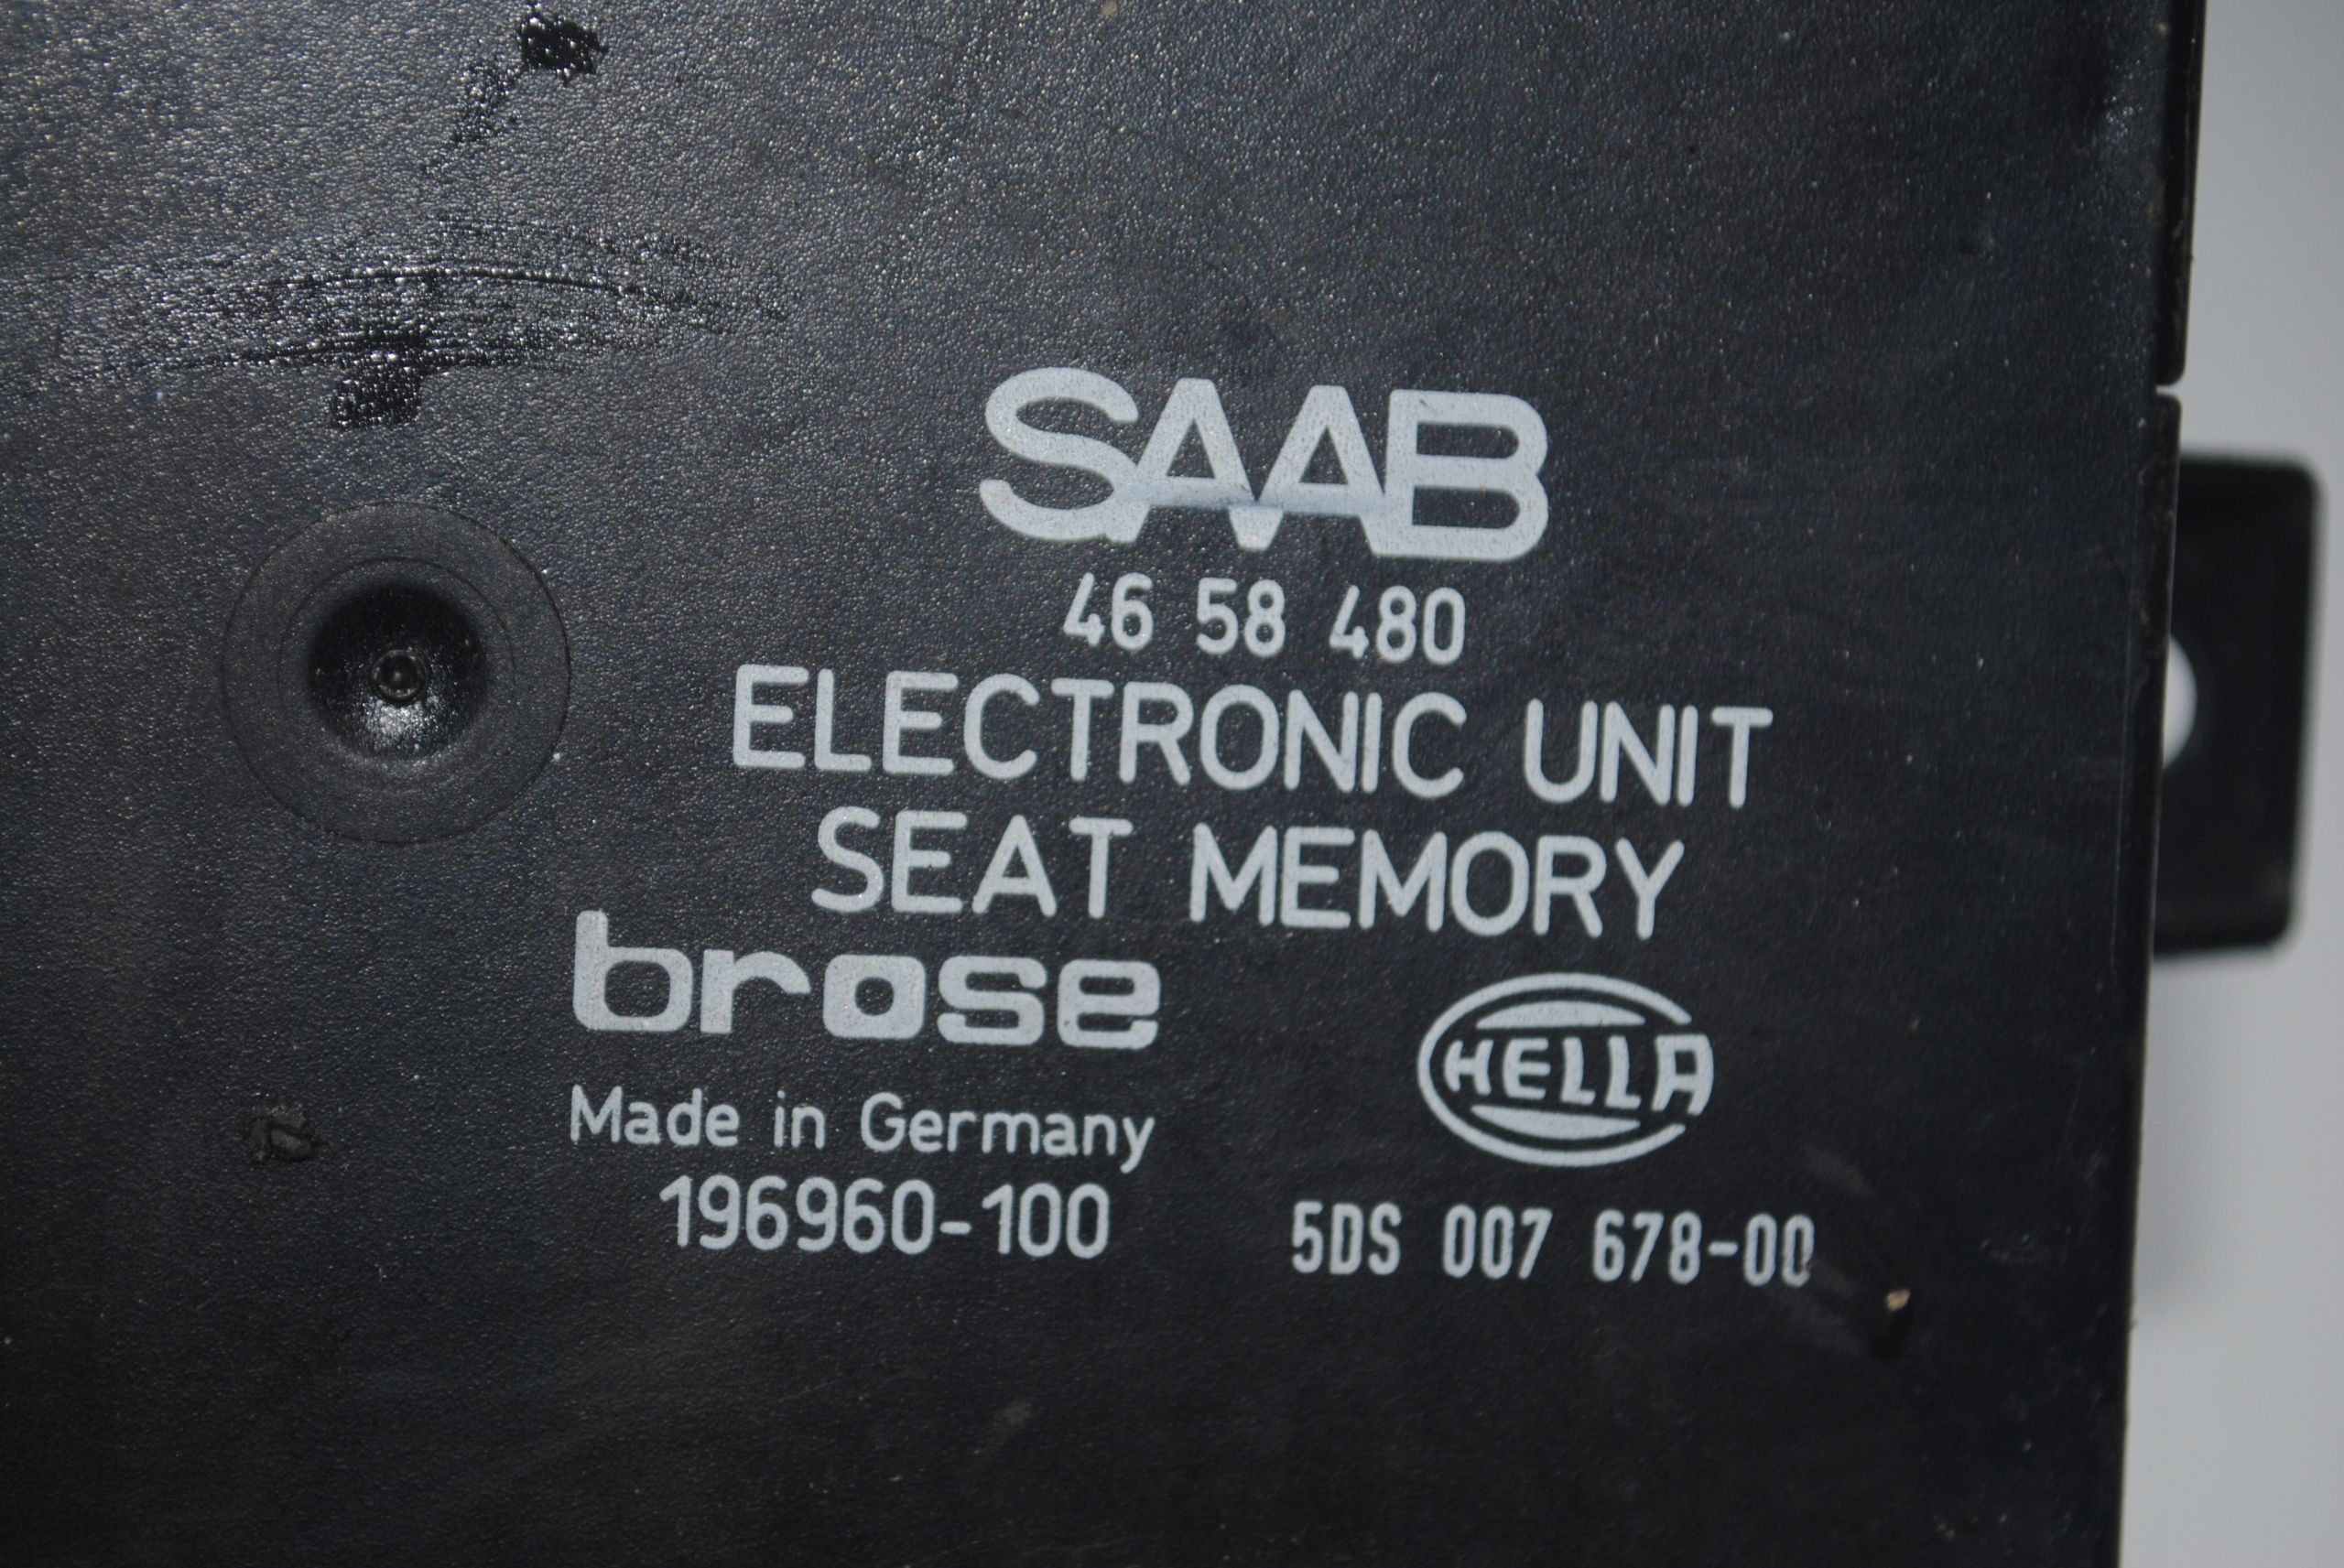 SAAB
46 58 480
ELECTRONIC UNIT
SEAT MEMORY
brose
Made in Germany
196960-100
HELLA
5DS 007 678-00